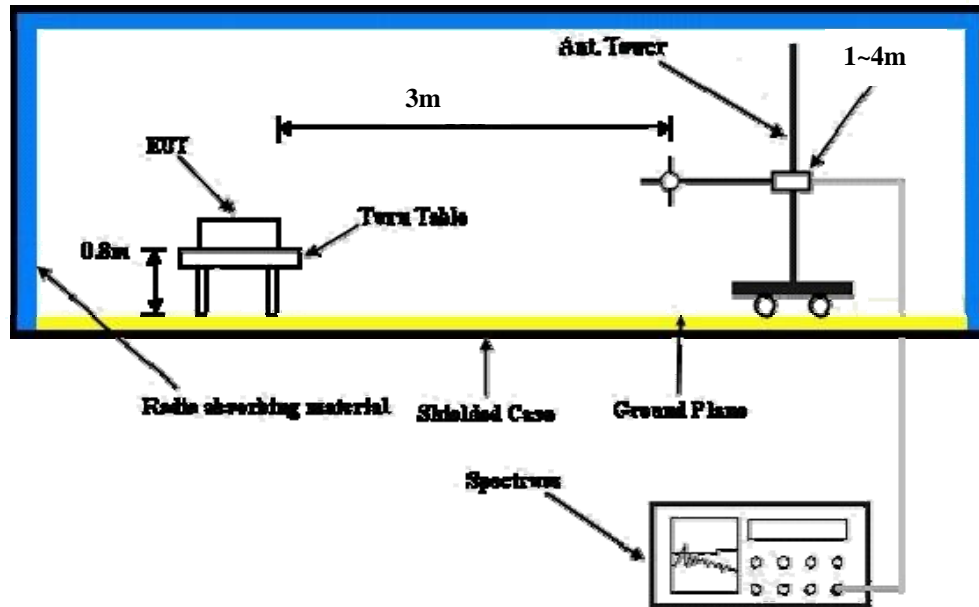 Ant. Tower
1~4m
3m
EUT
Turn Table
0.8m
Radio absorbing material
Shielded Case
Ground Plane
Spectrum